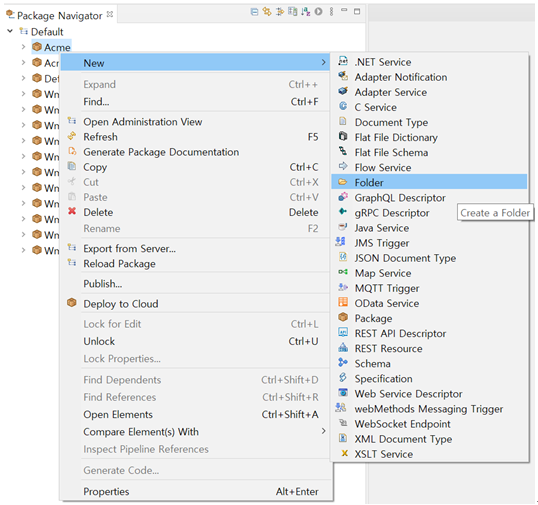 Package Navigator
Default
Acme
Acr
Def
Wm
Wm
Wm
Wm
Wm
Wm
Wm
Wm
Wm
Wm
Wm
New
Expand Ctrl++
Find... Ctrl+F
Open Administration View
Refresh F5
Generate Package Documentation
Copy Ctrl+C
Cut Ctrl+X
Paste Ctrl+V
Delete Delete
Rename F2
Export from Server...
Reload Package
Publish...
Deploy to Cloud
Lock for Edit Ctrl+L
Unlock Ctrl+U
Lock Properties...
Find Dependents Ctrl+Shift+D
Find References Ctrl+Shift+R
Open Elements Ctrl+Shift+A
Compare Element(s) With
Inspect Pipeline References
Generate Code...
Properties Alt+Enter
.NET Service
Adapter Notification
Adapter Service
C Service
Document Type
Flat File Dictionary
Flat File Schema
Flow Service
Folder
GraphQL Descriptor
gRPC Descriptor
Create a Folder
Java Service
JMS Trigger
JSON Document Type
Map Service
MQTT Trigger
OData Service
Package
REST API Descriptor
REST Resource
Schema
Specification
Web Service Descriptor
webMethods Messaging Trigger
WebSocket Endpoint
XML Document Type
XSLT Service